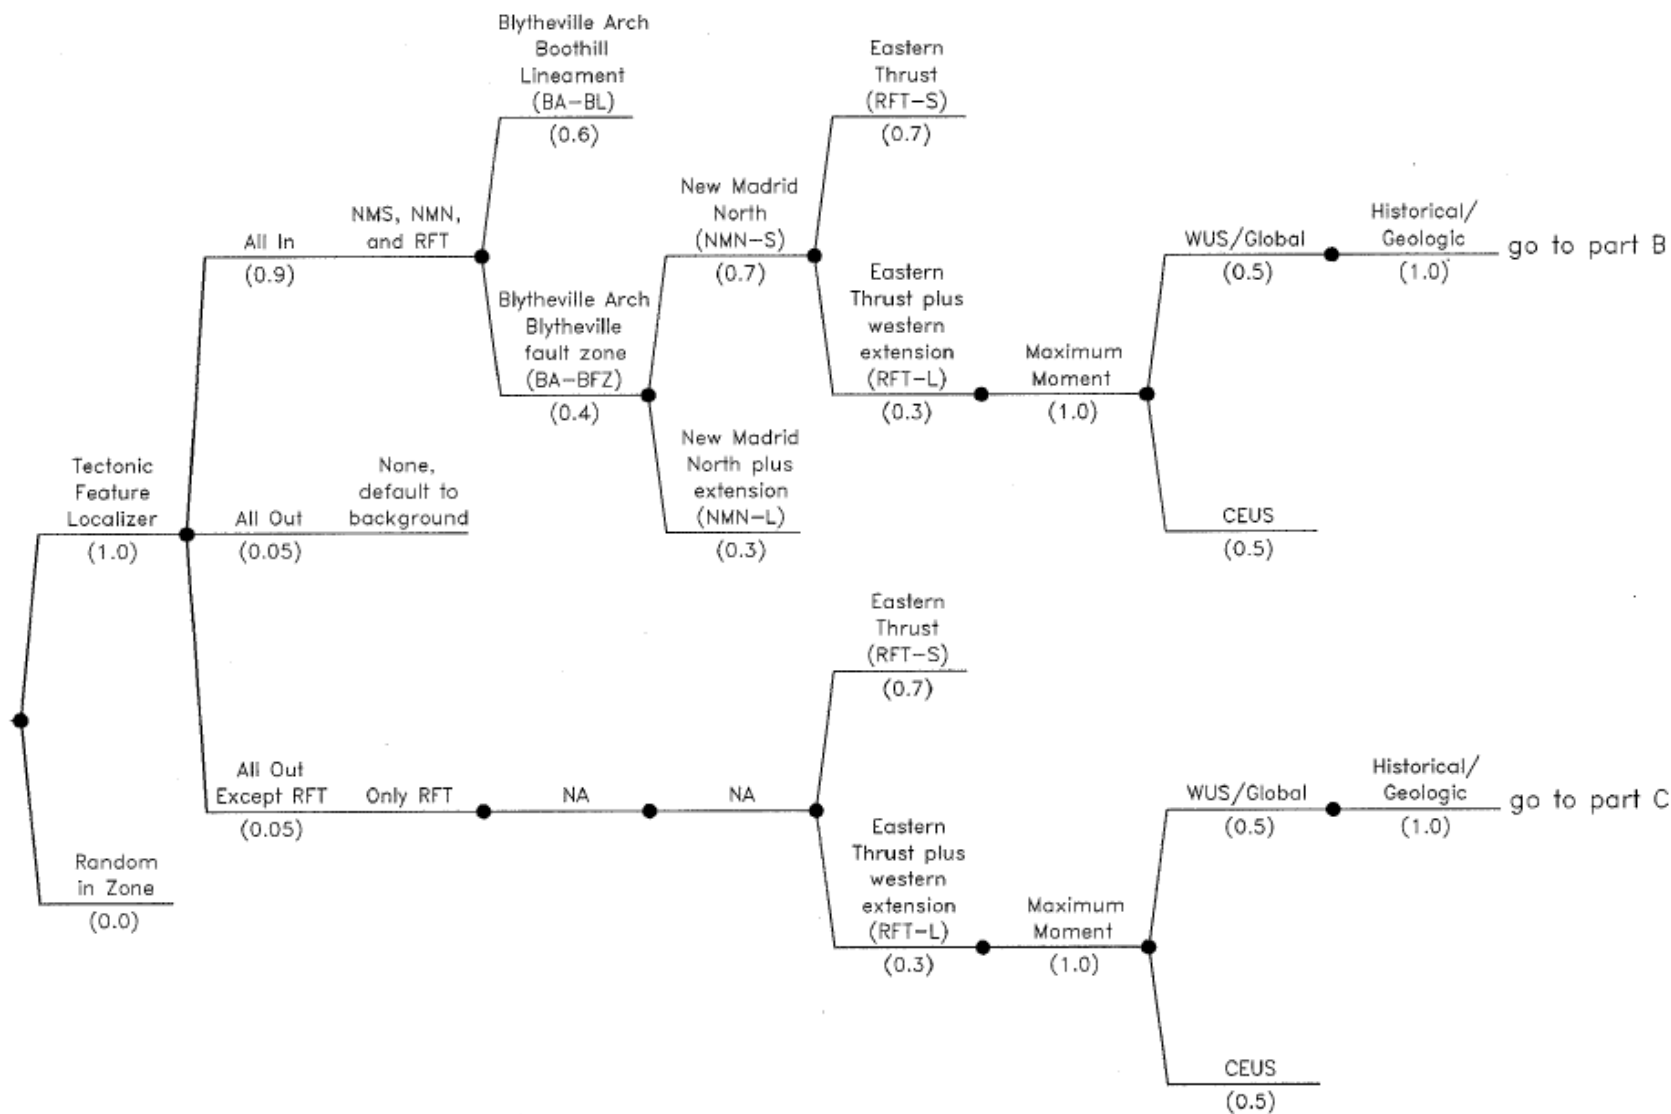 Blytheville Arch
Boothill
Lineament
(BA-BL)
(0.6)
Eastern
Thrust
(RFT-S)
(0.7)
All In
(0.9)
NMS, NMN,
and RFT
New Madrid
North
(NMN-S)
(0.7)
WUS/Global
(0.5)
Historical/
Geologic
(1.0)
go to part B
Blytheville Arch
Blytheville
fault zone
(BA-BFZ)
(0.4)
Eastern
Thrust plus
western
extension
(RFT-L)
(0.3)
Maximum
Moment
(1.0)
Tectonic
Feature
Localizer
(1.0)
All Out
(0.05)
None,
default to
background
New Madrid
North plus
extension
(NMN-L)
(0.3)
CEUS
(0.5)
Eastern
Thrust
(RFT-S)
(0.7)
All Out
Except RFT
(0.05)
Only RFT
NA
NA
WUS/Global
(0.5)
Historical/
Geologic
(1.0)
go to part C
Random
in Zone
(0.0)
Eastern
Thrust plus
western
extension
(RFT-L)
(0.3)
Maximum
Moment
(1.0)
CEUS
(0.5)